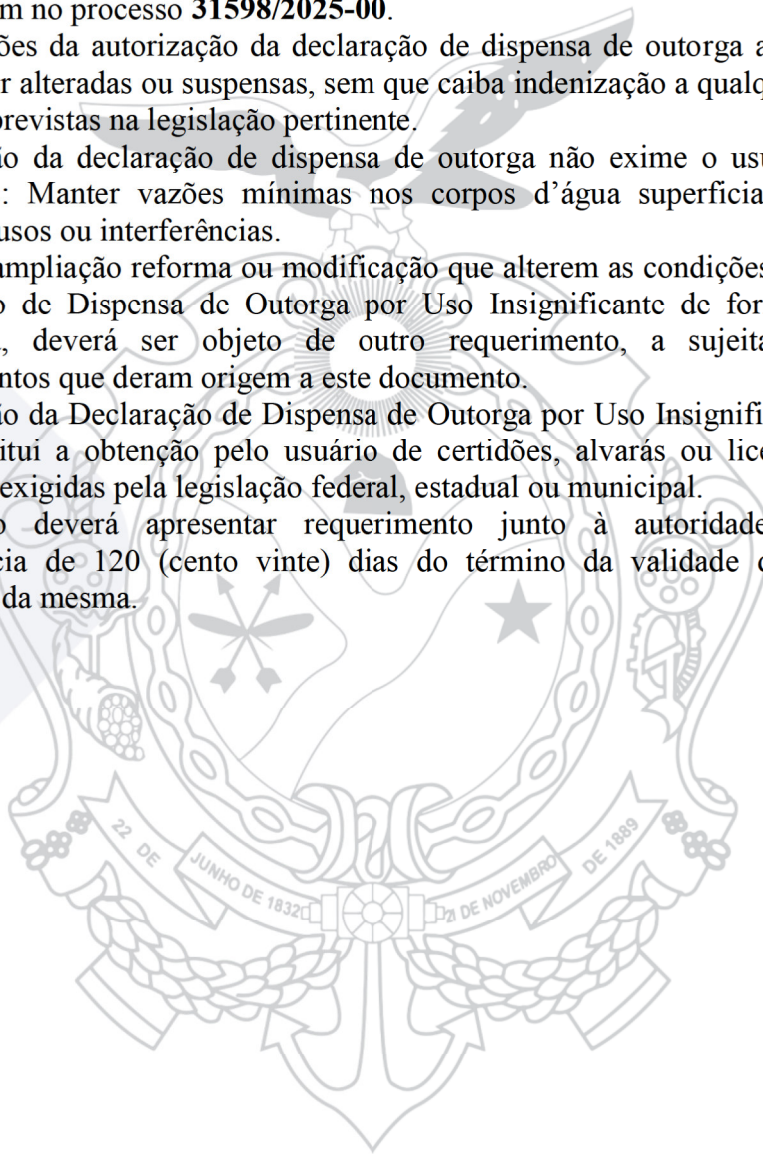 m no processo 31598/2025-00.
ões da autorização da declaração de dispensa de outorga a
r alteradas ou suspensas, sem que caiba indenização a qualq
previstas na legislação pertinente.
ão da declaração de dispensa de outorga não exime o usu
: Manter vazões mínimas nos corpos d’água superficia
usos ou interferências.
ampliação reforma ou modificação que alterem as condições
o de Dispensa de Outorga por Uso Insignificante de for
, deverá ser objeto de outro requerimento, a sujeita
ntos que deram origem a este documento.
ão da Declaração de Dispensa de Outorga por Uso Insignifi
itui a obtenção pelo usuário de certidões, alvarás ou lice
exigidas pela legislação federal, estadual ou municipal.
o deverá apresentar requerimento junto à autoridade
cia de 120 (cento vinte) dias do término da validade d
da mesma.
22 DE JUNHO DE 1832
21 DE NOVEMBRO DE 1889